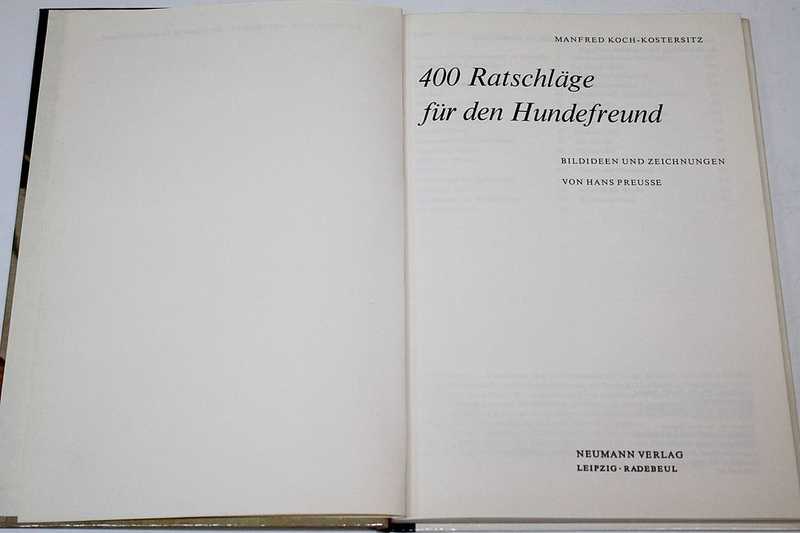 MANFRED KOCH-KOSTERSITZ
400 Ratschläge
für den Hundefreund
BILDIDEEN UND ZEICHNUNGEN
VON HANS PREUSSE
NEUMANN VERLAG
LEIPZIG · RADEBEUL